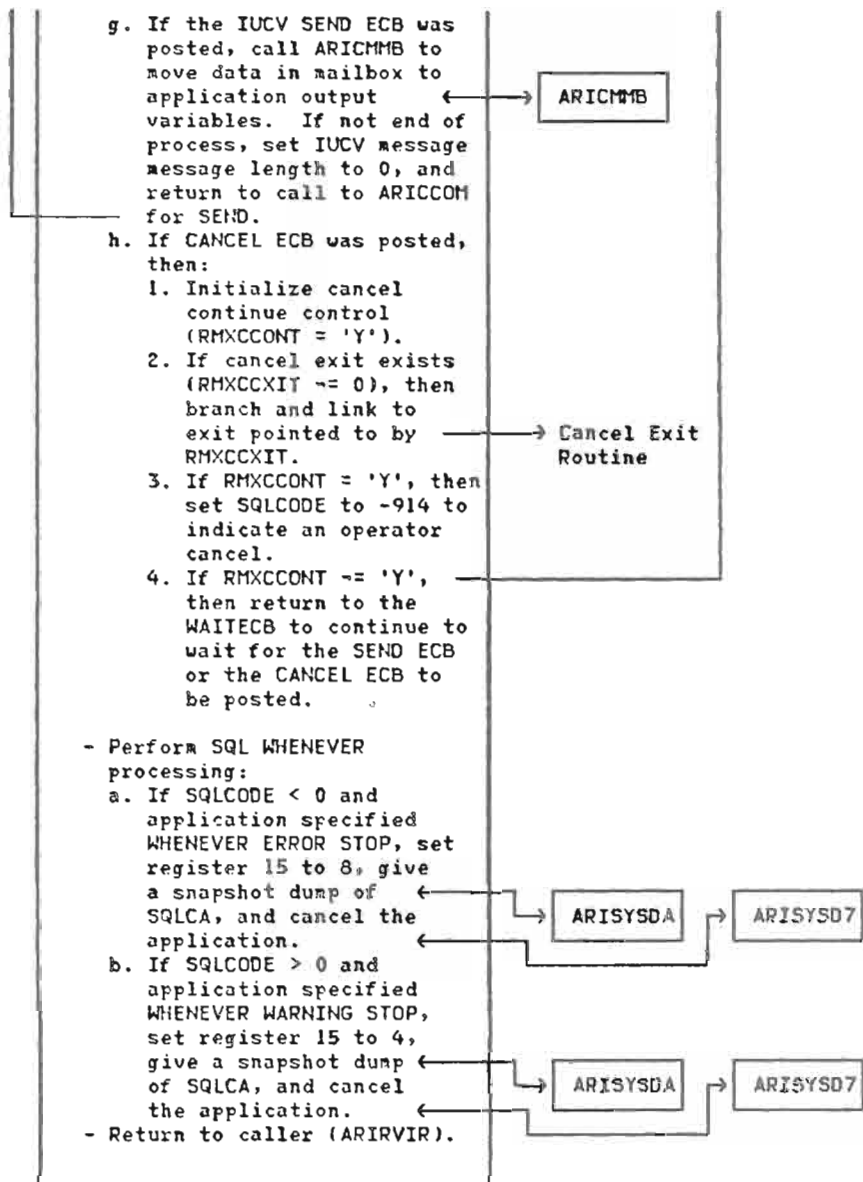 g. If the IUCV SEND ECB was
posted, call ARICMMB to
move data in mailbox to
application output
ARICMMB
variables. If not end of
process, set IUCV message
message length to 0, and
return to call to ARICCOM
for SEND.
h. If CANCEL ECB was posted,
then:
1. Initialize cancel
continue control
(RMXCCONT = 'Y').
2. If cancel exit exists
(RMXCCXIT ¬= 0), then
branch and link to
exit pointed to by
RMXCCXIT.
Cancel Exit
Routine
3. If RMXCCONT = 'Y', then
set SQLCODE to -914 to
indicate an operator
cancel.
4. If RMXCCONT ¬= 'Y',
then return to the
WAITECB to continue to
wait for the SEND ECB
or the CANCEL ECB to
be posted.
- Perform SQL WHENEVER
processing:
a. If SQLCODE < 0 and
application specified
WHENEVER ERROR STOP, set
register 15 to 8, give
a snapshot dump of
SQLCA, and cancel the
application.
ARISYSDA
ARISYSD7
b. If SQLCODE > 0 and
application specified
WHENEVER WARNING STOP,
set register 15 to 4,
give a snapshot dump
of SQLCA, and cancel
the application.
ARISYSDA
ARISYSD7
- Return to caller (ARIRVIR).